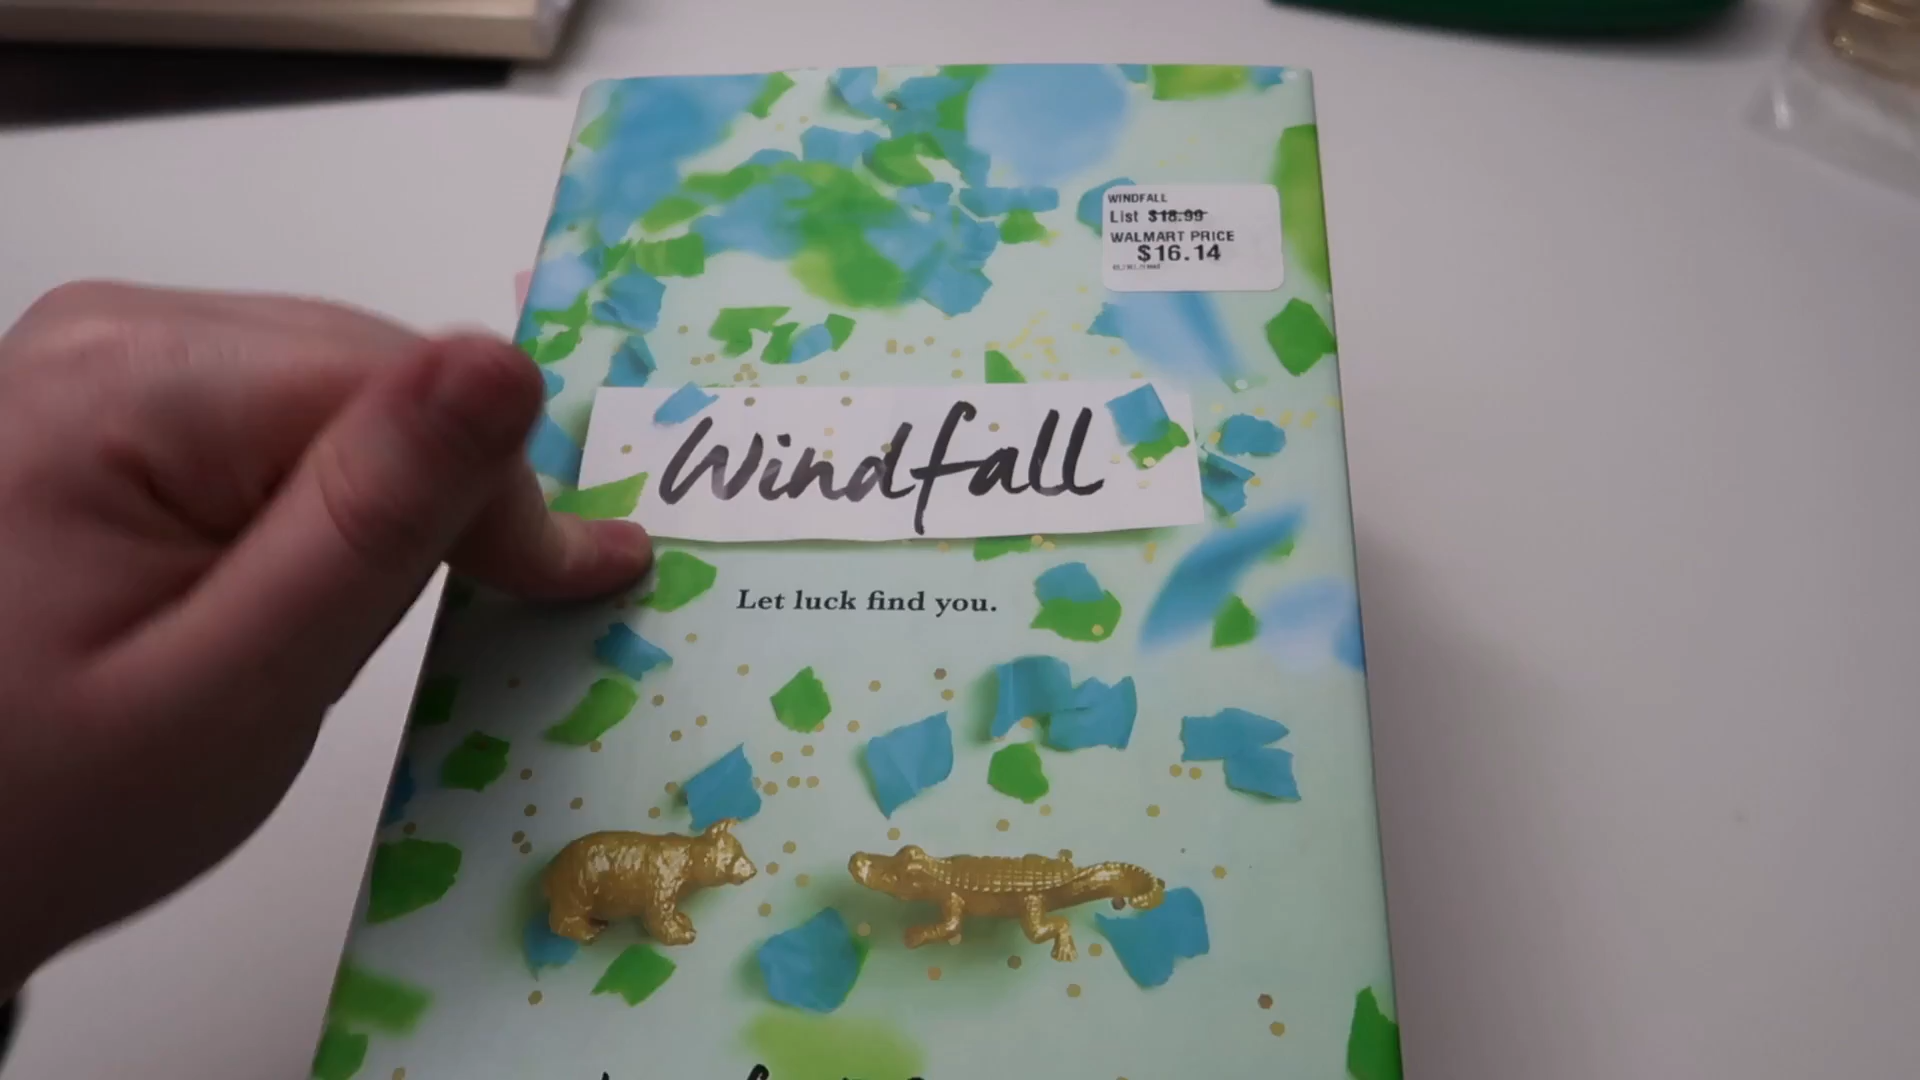 WINDFALL
List $18.99
WALMART PRICE
$16.14
Windfall
Let luck find you.